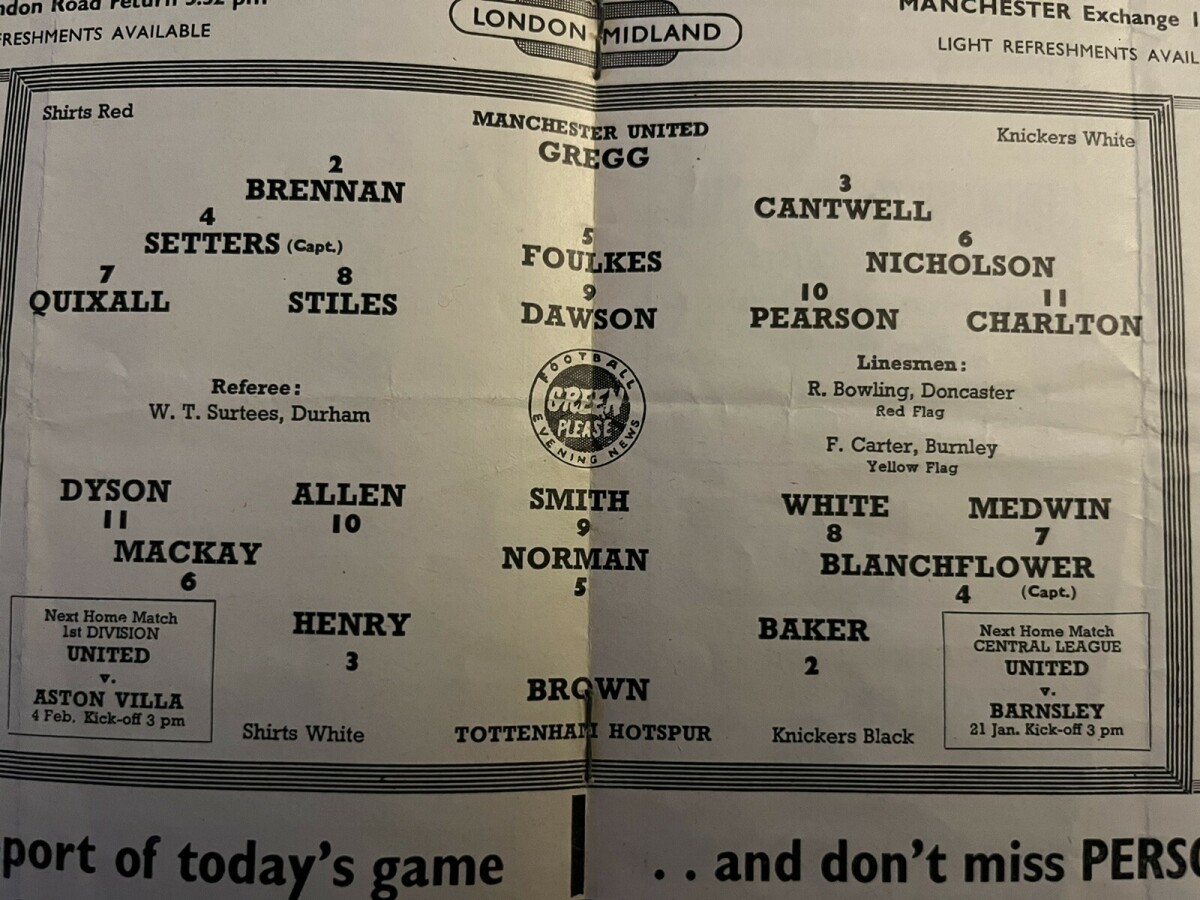 ndon Road return 5.52 pm
FRESHMENTS AVAILABLE
LONDON MIDLAND
MANCHESTER Exchange
LIGHT REFRESHMENTS AVAIL
Shirts Red
MANCHESTER UNITED
Knickers White
GREGG
2
BRENNAN
3
CANTWELL
4
SETTERS (Capt.)
5
FOULKES
6
NICHOLSON
7
QUIXALL
8
STILES
9
DAWSON
10
PEARSON
11
CHARLTON
Referee:
W. T. Surtees, Durham
FOOTBALL
GREEN
PLEASE
EVENING NEWS
Linesmen:
R. Bowling, Doncaster
Red Flag
F. Carter, Burnley
Yellow Flag
DYSON
11
ALLEN
10
SMITH
9
WHITE
8
MEDWIN
7
MACKAY
6
NORMAN
5
BLANCHFLOWER
4 (Capt.)
HENRY
3
BAKER
2
BROWN
Shirts White
TOTTENHAM HOTSPUR
Knickers Black
Next Home Match
1st DIVISION
UNITED
v.
ASTON VILLA
4 Feb. Kick-off 3 pm
Next Home Match
CENTRAL LEAGUE
UNITED
v.
BARNSLEY
21 Jan. Kick-off 3 pm
port of today's game
. . and don't miss PERSO